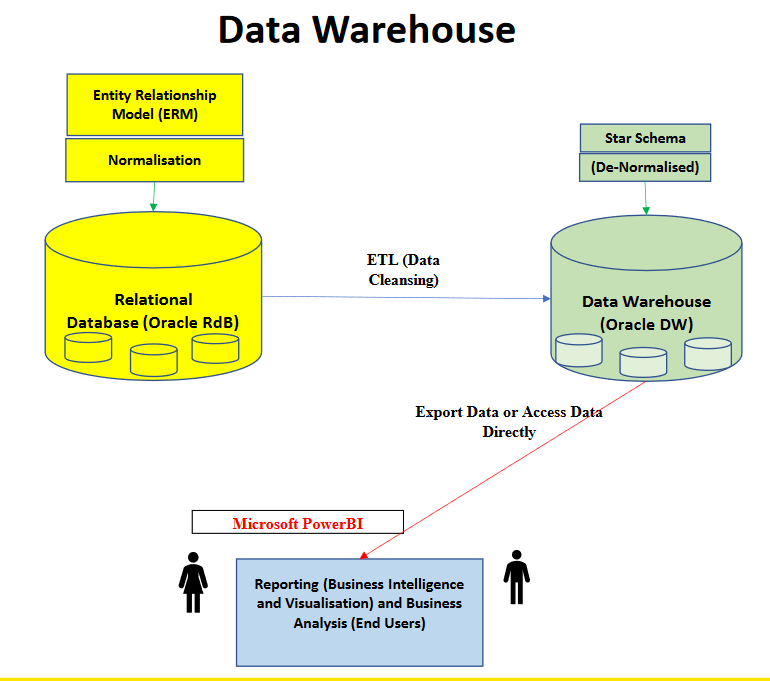 Data Warehouse
Entity Relationship
Model (ERM)
Normalisation
Star Schema
(De-Normalised)
ETL (Data
Cleansing)
Relational
Database (Oracle RdB)
Data Warehouse
(Oracle DW)
Export Data or Access Data
Directly
Microsoft PowerBI
Reporting (Business Intelligence
and Visualisation) and Business
Analysis (End Users)